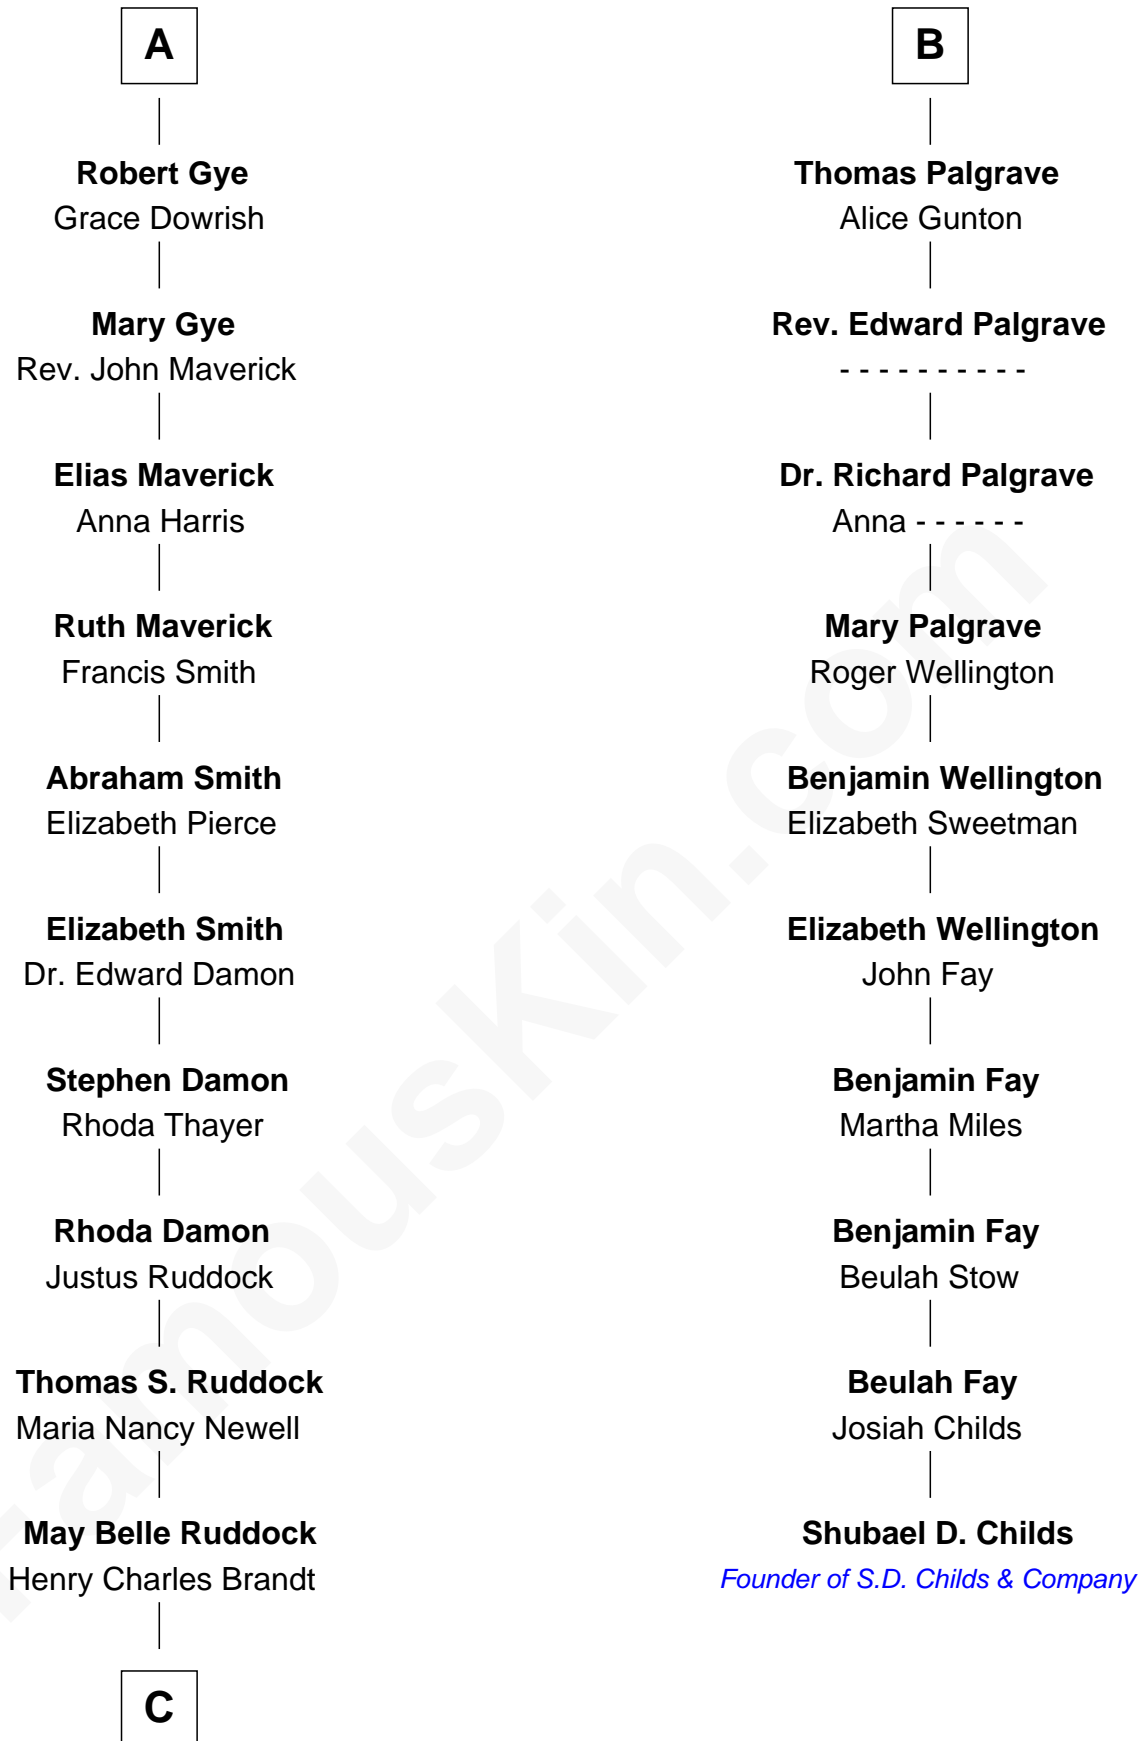 A
Robert Gye
Grace Dowrish
Mary Gye
Rev. John Maverick
Elias Maverick
Anna Harris
Ruth Maverick
Francis Smith
Abraham Smith
Elizabeth Pierce
Elizabeth Smith
Dr. Edward Damon
Stephen Damon
Rhoda Thayer
Rhoda Damon
Justus Ruddock
Thomas S. Ruddock
Maria Nancy Newell
May Belle Ruddock
Henry Charles Brandt
C
B
Thomas Palgrave
Alice Gunton
Rev. Edward Palgrave
- - - - - - - - - -
Dr. Richard Palgrave
Anna - - - - - -
Mary Palgrave
Roger Wellington
Benjamin Wellington
Elizabeth Sweetman
Elizabeth Wellington
John Fay
Benjamin Fay
Martha Miles
Benjamin Fay
Beulah Stow
Beulah Fay
Josiah Childs
Shubael D. Childs
Founder of S.D. Childs & Company
FamousKin.com